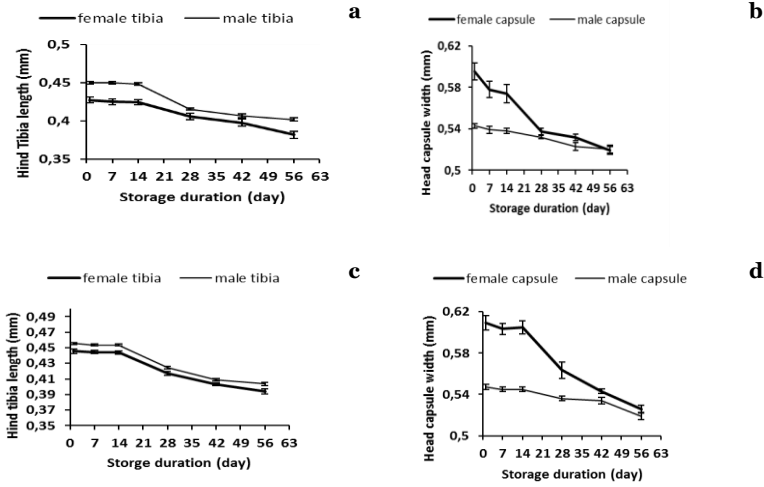 female tibia male tibia a
0,5
0,45
0,4
0,35
Hind Tibia length (mm)
0 7 14 21 28 35 42 49 56 63
Storage duration (day)
female capsule male capsule b
0,62
0,58
0,54
0,5
Head capsule width (mm)
0 7 14 21 28 35 42 49 56 63
Storage duration (day)
female tibia male tibia c
0,49
0,47
0,45
0,43
0,41
0,39
0,37
0,35
Hind tibia length (mm)
0 7 14 21 28 35 42 49 56 63
Storge duration (day)
female capsule male capsule d
0,62
0,58
0,54
0,5
Head capsule width (mm)
0 7 14 21 28 35 42 49 56 63
Storage duration (day)